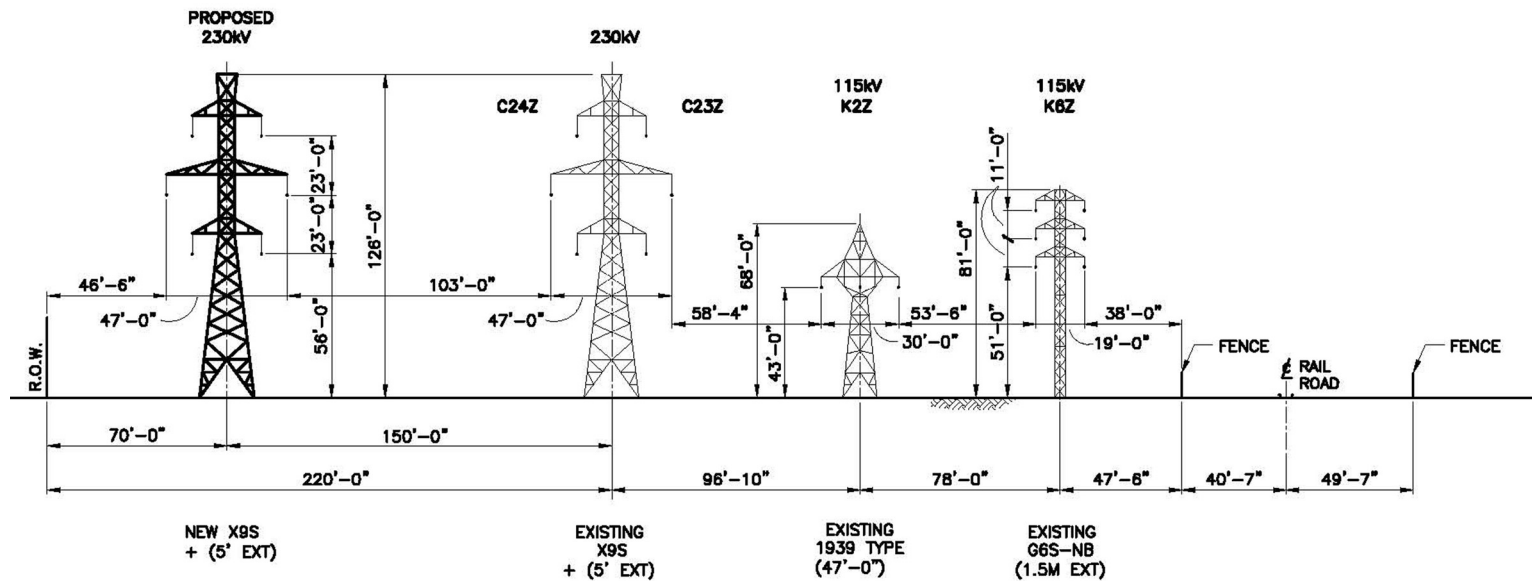 PROPOSED
230kV
230kV
C24Z
C23Z
115kV
K2Z
115kV
K6Z
23'-0"
23'-0"
56'-0"
126'-0"
46'-6"
47'-0"
103'-0"
47'-0"
58'-4"
68'-0"
43'-0"
53'-6"
30'-0"
11'-0"
81'-0"
51'-0"
38'-0"
19'-0"
R.O.W.
FENCE
℄ RAIL
ROAD
FENCE
70'-0"
150'-0"
220'-0"
96'-10"
78'-0"
47'-6"
40'-7"
49'-7"
NEW X9S
+ (5' EXT)
EXISTING
X9S
+ (5' EXT)
EXISTING
1939 TYPE
(47'-0")
EXISTING
G6S-NB
(1.5M EXT)